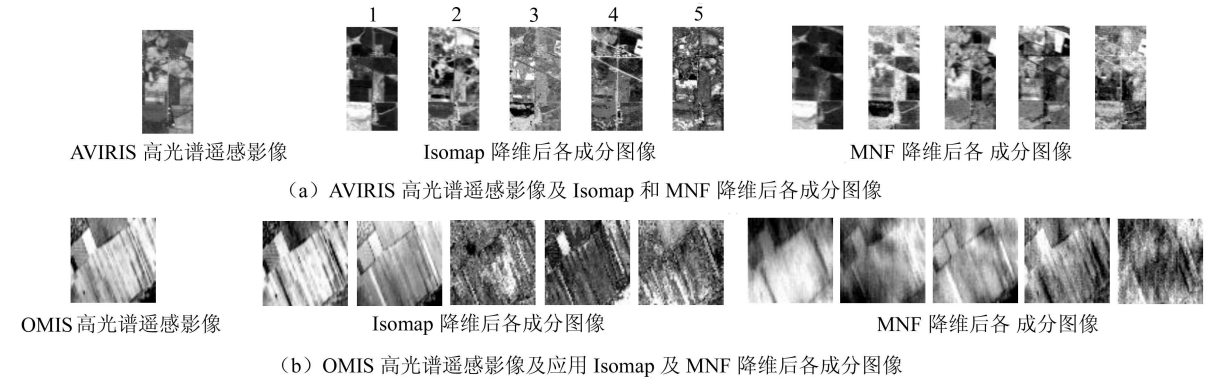 1 2 3 4 5
AVIRIS 高光谱遥感影像 Isomap 降维后各成分图像 MNF 降维后各 成分图像
（a）AVIRIS 高光谱遥感影像及 Isomap 和 MNF 降维后各成分图像
OMIS 高光谱遥感影像 Isomap 降维后各成分图像 MNF 降维后各 成分图像
（b）OMIS 高光谱遥感影像及应用 Isomap 及 MNF 降维后各成分图像